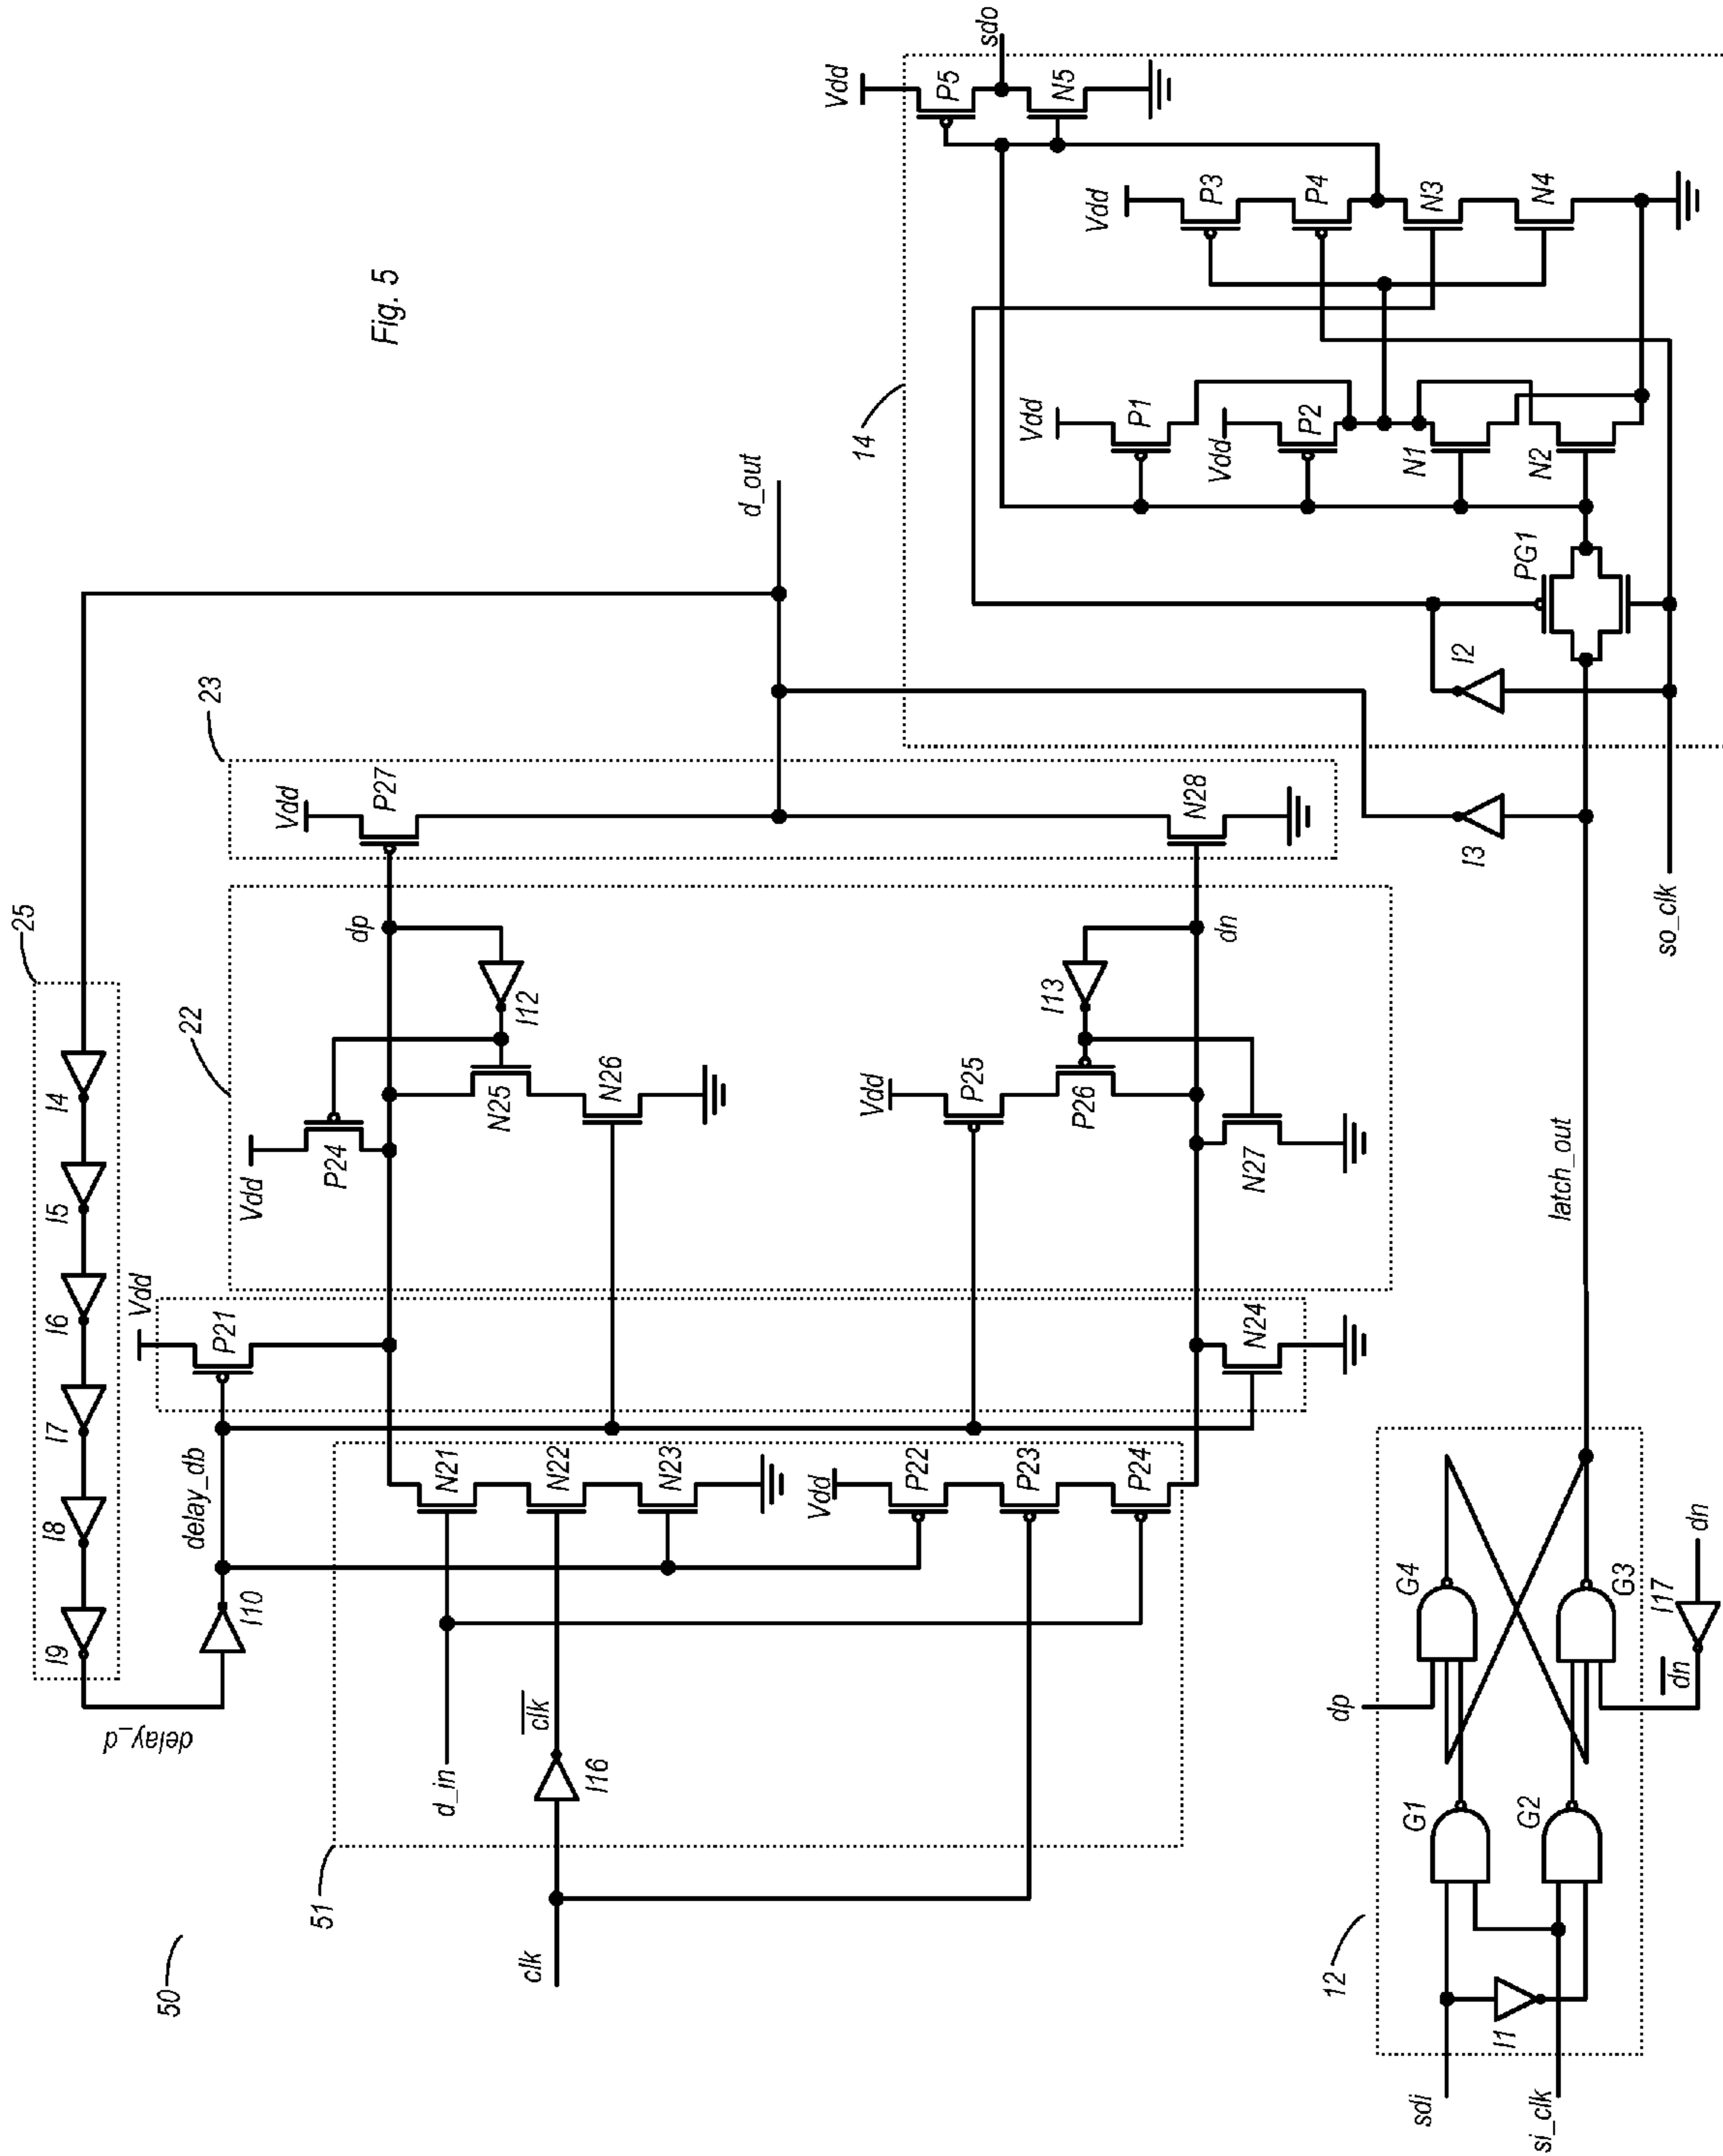 Fig. 5
50
51
12
14
22
23
25
I4
I5
I6
I7
I8
I9
I10
delay_d
delay_db
Vdd
P21
N24
Vdd
P24
dp
I12
N25
N26
Vdd
P25
P26
I13
dn
N27
Vdd
P27
N28
d_out
N21
N22
N23
Vdd
P22
P23
P24
d_in
clk
clk
I16
sdi
si_clk
I1
G1
G2
G4
G3
dp
dn
I17
dn
latch_out
so_clk
I3
I2
PG1
Vdd
P1
Vdd
P2
N1
N2
Vdd
P3
P4
N3
N4
Vdd
P5
N5
sdo